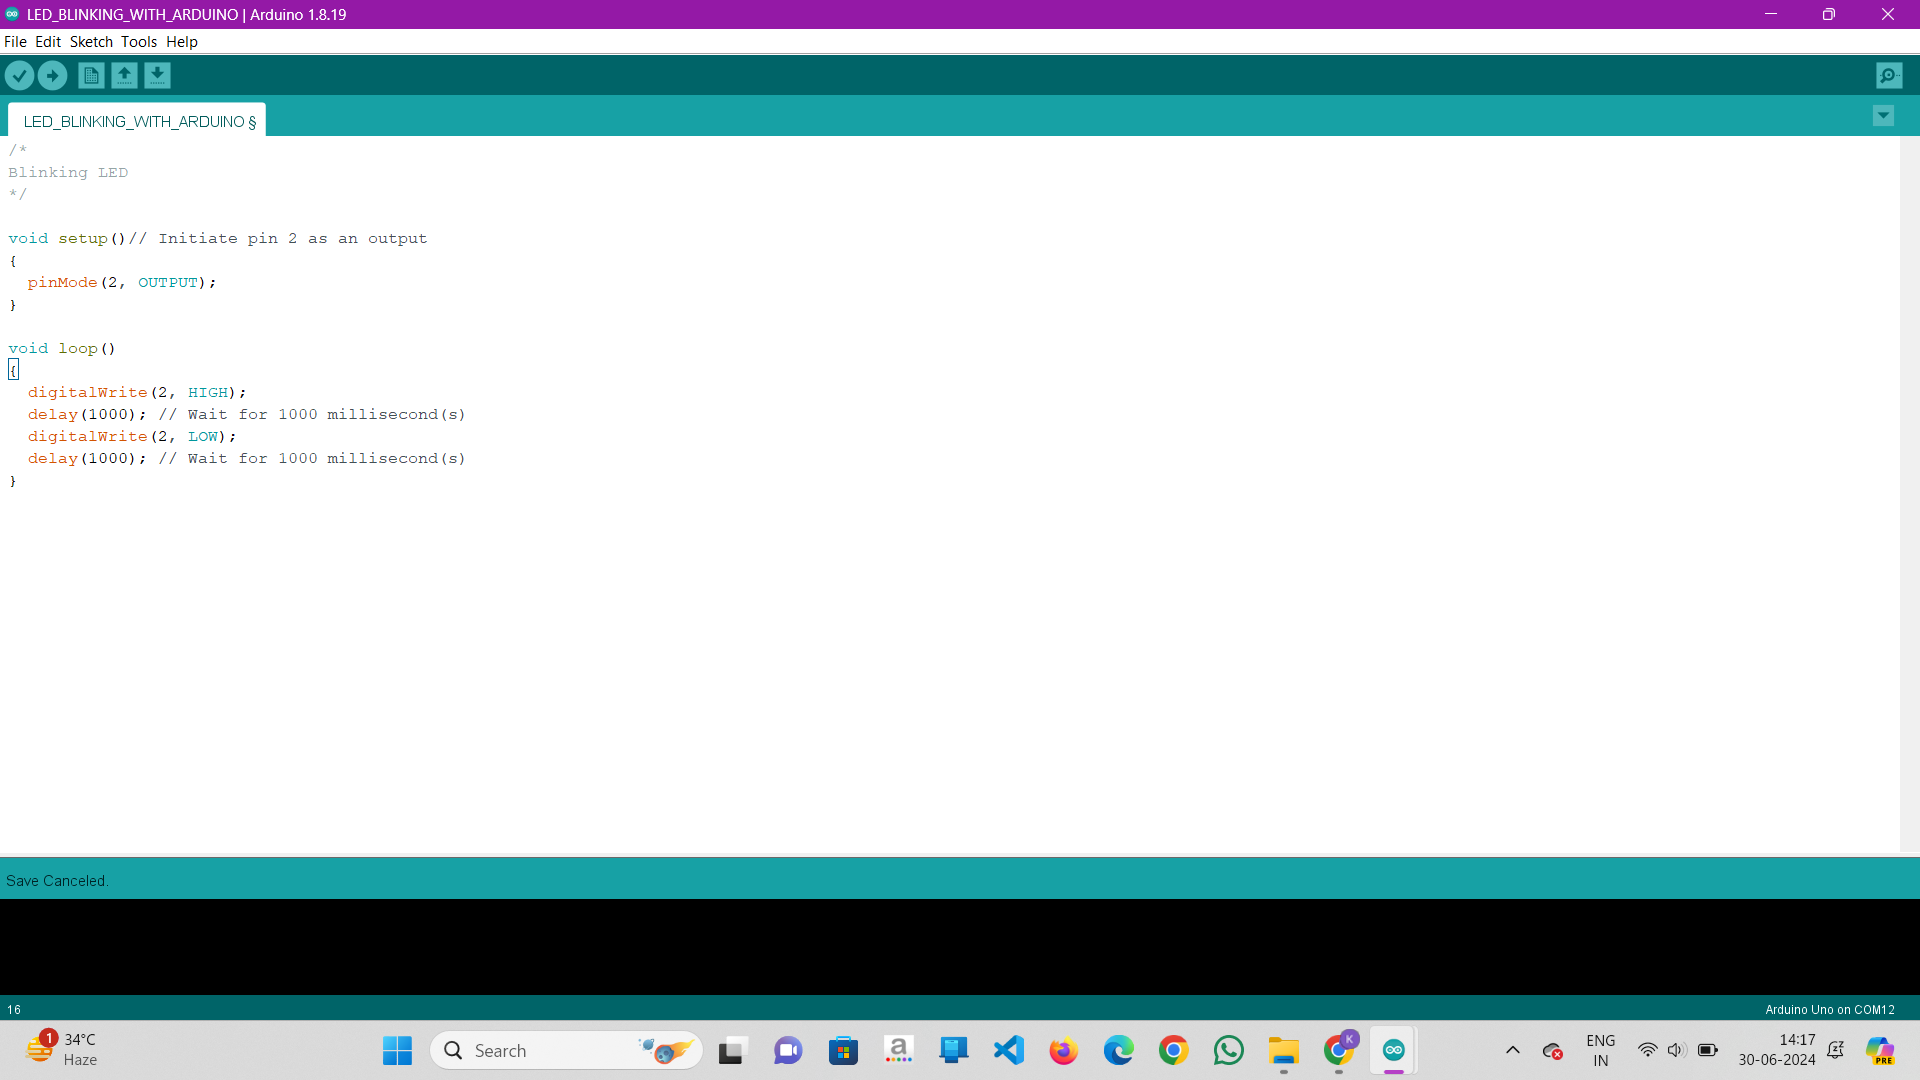 LED_BLINKING_WITH_ARDUINO | Arduino 1.8.19
File Edit Sketch Tools Help
LED_BLINKING_WITH_ARDUINO §
/*
Blinking LED
*/
void setup()// Initiate pin 2 as an output
{
  pinMode(2, OUTPUT);
}
void loop()
{
  digitalWrite(2, HIGH);
  delay(1000); // Wait for 1000 millisecond(s)
  digitalWrite(2, LOW);
  delay(1000); // Wait for 1000 millisecond(s)
}
Save Canceled.
16
Arduino Uno on COM12
1
34°C
Haze
Search
a
K
ENG
IN
14:17
30-06-2024
PRE